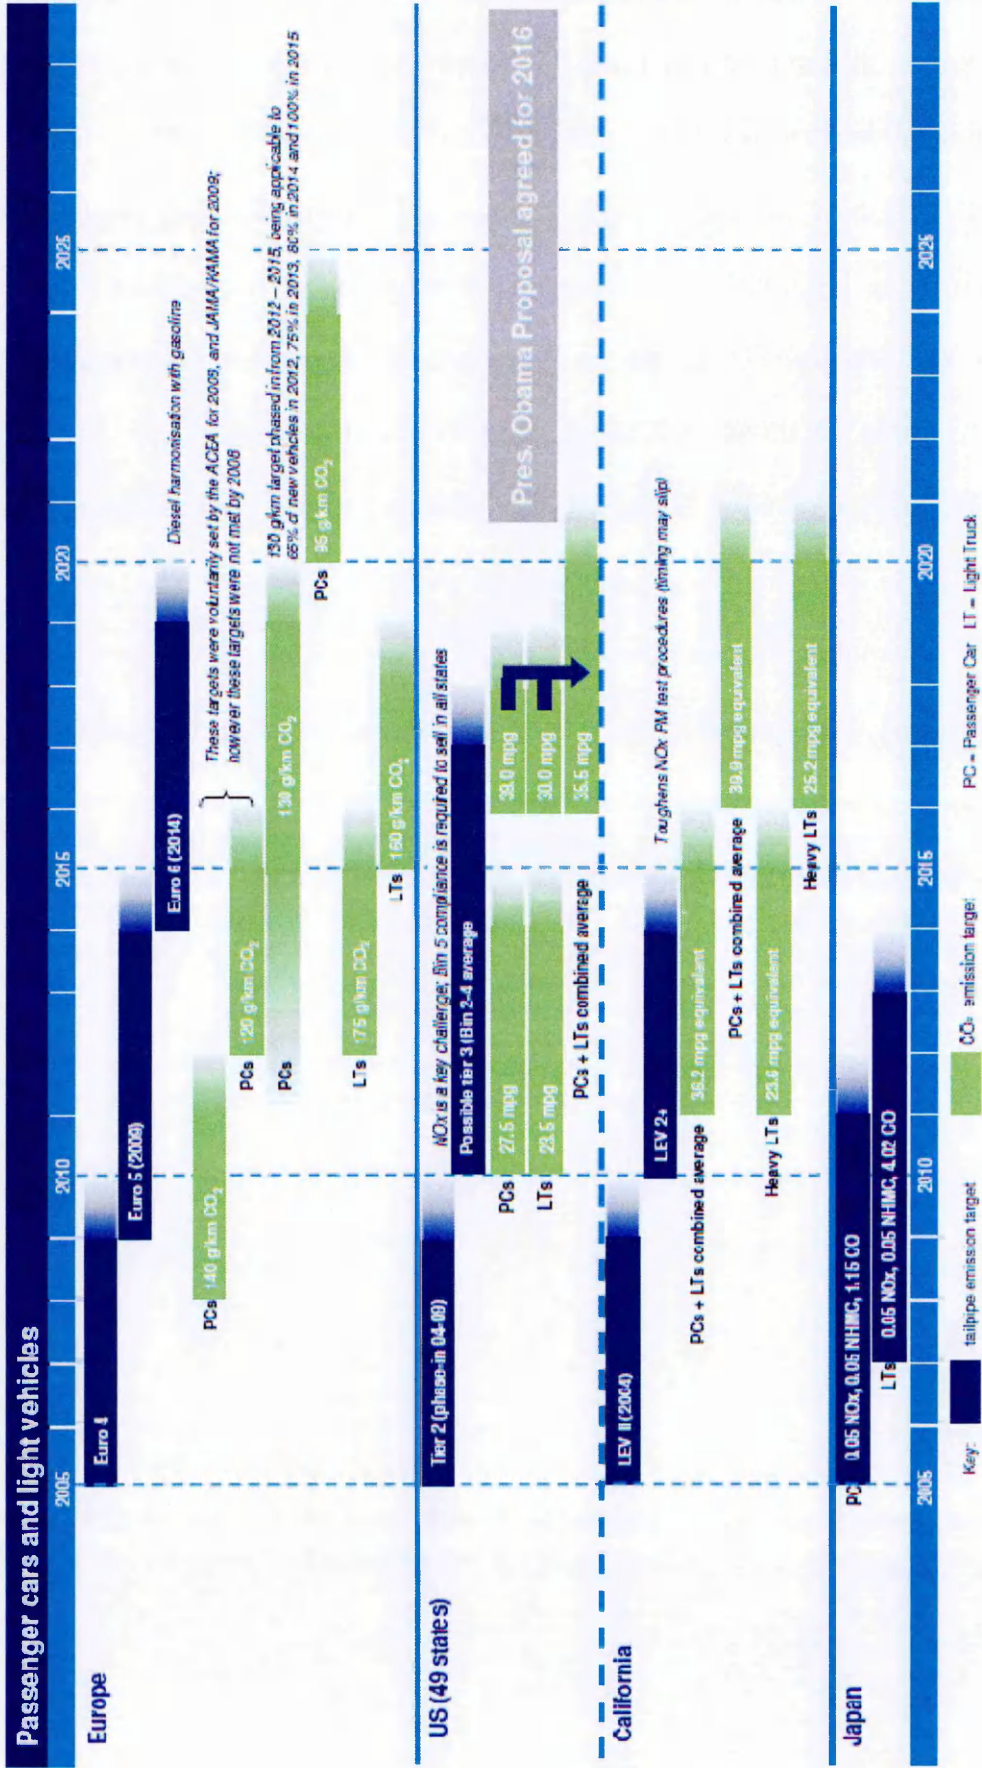 Passenger cars and light vehicles
2005
2010
2015
2020
2025
Europe
Euro 4
Euro 5 (2009)
Euro 6 (2014)
Diesel harmonisation with gasoline
PCs
140 g/km CO2
These targets were voluntarily set by the ACEA for 2008, and JAMA/KAMA for 2009;
however these targets were not met by 2008
PCs
120 g/km CO2
PCs
130 g/km CO2
130 g/km target phased in from 2012 – 2015, being applicable to
65% of new vehicles in 2012, 75% in 2013, 80% in 2014 and 100% in 2015
PCs
95 g/km CO2
LTs
175 g/km CO2
LTs
160 g/km CO2
US (49 states)
Tier 2 (phase-in 04-09)
NOx is a key challenge; Bin 5 compliance is required to sell in all states
Possible tier 3 (Bin 2-4 average)
PCs
27.5 mpg
39.0 mpg
LTs
23.5 mpg
30.0 mpg
PCs + LTs combined average
35.5 mpg
Pres. Obama Proposal agreed for 2016
California
LEV II (2004)
LEV 2+
Toughens NOx PM test procedures (timing may slip)
PCs + LTs combined average
36.2 mpg equivalent
PCs + LTs combined average
39.9 mpg equivalent
Heavy LTs
23.6 mpg equivalent
Heavy LTs
25.2 mpg equivalent
Japan
PC
0.05 NOx, 0.05 NHMC, 1.15 CO
LTs
0.05 NOx, 0.05 NHMC, 4.02 CO
2005
2010
2015
2025
Key:
tailpipe emission target
CO2 emission target
PC – Passenger Car LT – Light Truck